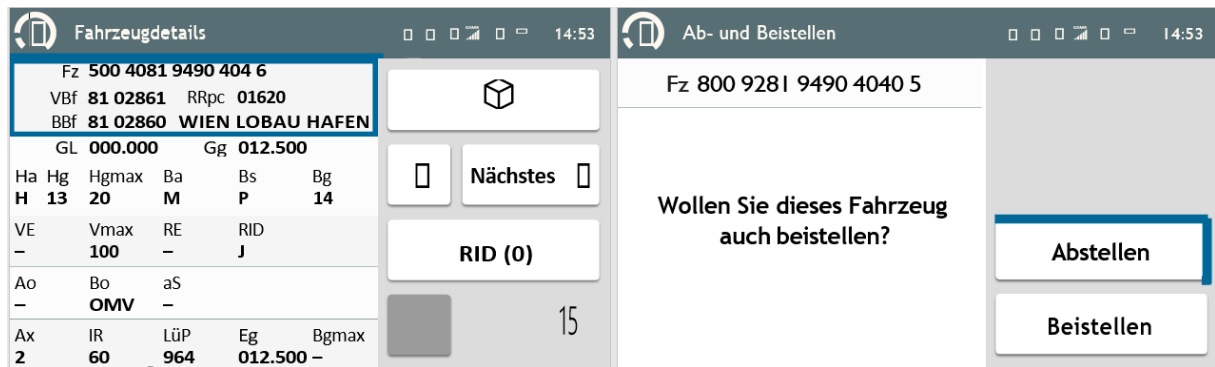 Fahrzeugdetails 14:53
Fz 500 4081 9490 404 6
VBf 81 02861 RRpc 01620
BBf 81 02860 WIEN LOBAU HAFEN
GL 000.000 Gg 012.500
Ha Hg Hgmax Ba Bs Bg
H 13 20 M P 14
VE Vmax RE RID
– 100 – J
Ao Bo aS
– OMV –
Ax IR LüP Eg Bgmax
2 60 964 012.500 –
Nächstes
RID (0)
15
Ab- und Beistellen 14:53
Fz 800 9281 9490 4040 5
Wollen Sie dieses Fahrzeug
auch beistellen?
Abstellen
Beistellen